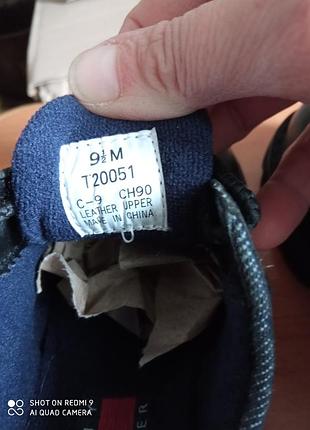 9½ M
T20051
C-9 CH90
LEATHER UPPER
MADE IN CHINA
SHOT ON REDMI 9
AI QUAD CAMERA